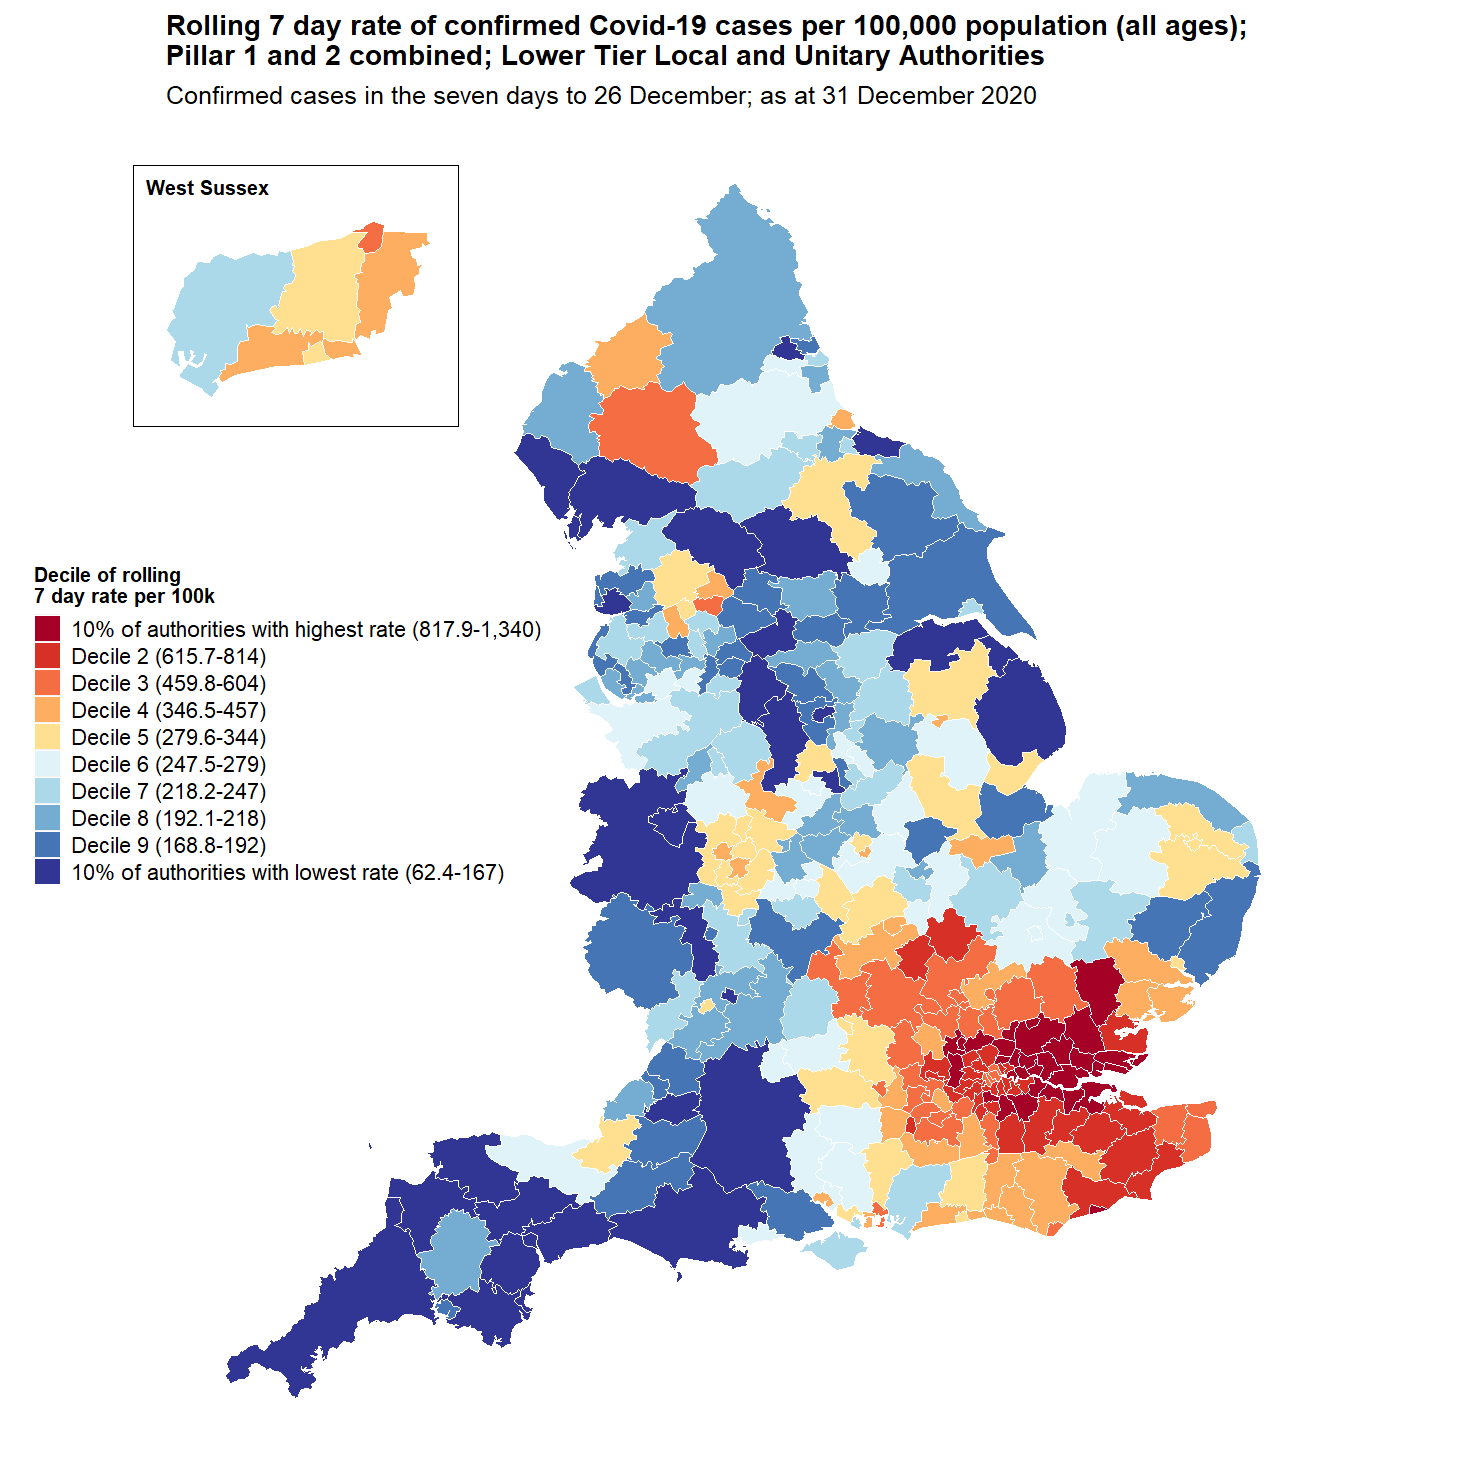 Rolling 7 day rate of confirmed Covid-19 cases per 100,000 population (all ages);
Pillar 1 and 2 combined; Lower Tier Local and Unitary Authorities
Confirmed cases in the seven days to 26 December; as at 31 December 2020
West Sussex
Decile of rolling
7 day rate per 100k
10% of authorities with highest rate (817.9-1,340)
Decile 2 (615.7-814)
Decile 3 (459.8-604)
Decile 4 (346.5-457)
Decile 5 (279.6-344)
Decile 6 (247.5-279)
Decile 7 (218.2-247)
Decile 8 (192.1-218)
Decile 9 (168.8-192)
10% of authorities with lowest rate (62.4-167)